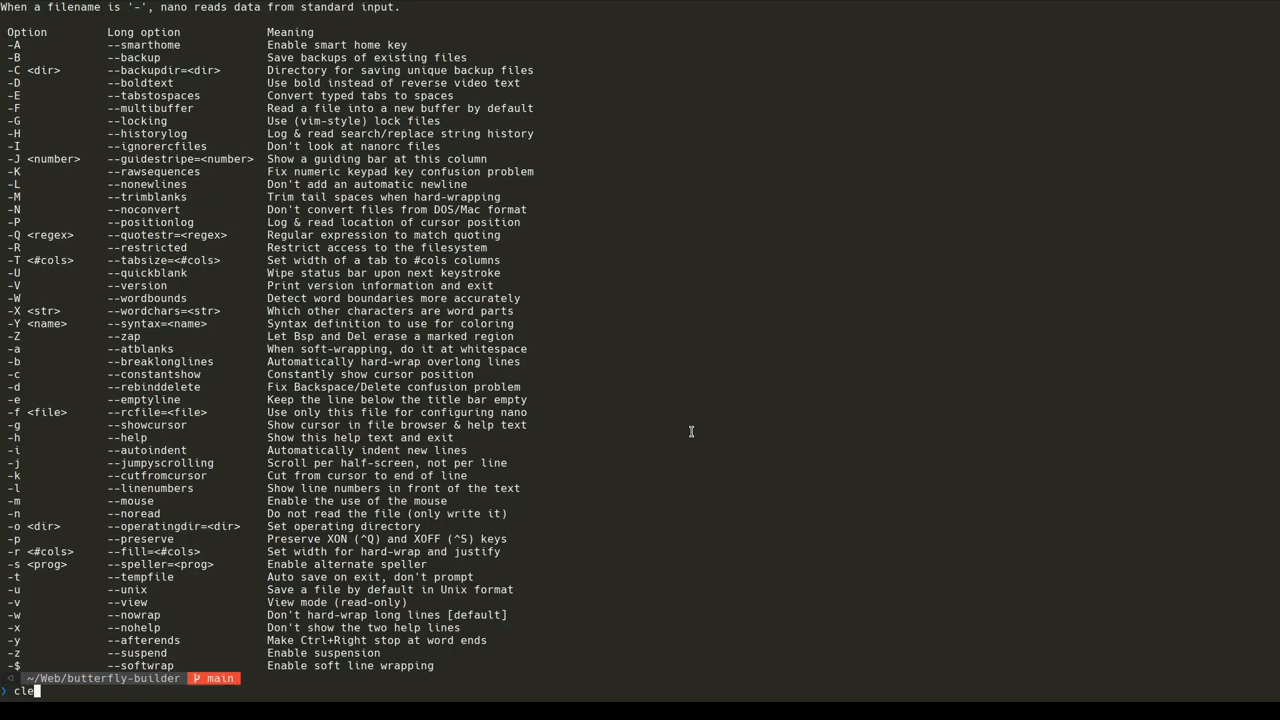 When a filename is '-', nano reads data from standard input.
Option Long option Meaning
-A --smarthome Enable smart home key
-B --backup Save backups of existing files
-C <dir> --backupdir=<dir> Directory for saving unique backup files
-D --boldtext Use bold instead of reverse video text
-E --tabstospaces Convert typed tabs to spaces
-F --multibuffer Read a file into a new buffer by default
-G --locking Use (vim-style) lock files
-H --historylog Log & read search/replace string history
-I --ignorercfiles Don't look at nanorc files
-J <number> --guidestripe=<number> Show a guiding bar at this column
-K --rawsequences Fix numeric keypad key confusion problem
-L --nonewlines Don't add an automatic newline
-M --trimblanks Trim tail spaces when hard-wrapping
-N --noconvert Don't convert files from DOS/Mac format
-P --positionlog Log & read location of cursor position
-Q <regex> --quotestr=<regex> Regular expression to match quoting
-R --restricted Restrict access to the filesystem
-T <#cols> --tabsize=<#cols> Set width of a tab to #cols columns
-U --quickblank Wipe status bar upon next keystroke
-V --version Print version information and exit
-W --wordbounds Detect word boundaries more accurately
-X <str> --wordchars=<str> Which other characters are word parts
-Y <name> --syntax=<name> Syntax definition to use for coloring
-Z --zap Let Bsp and Del erase a marked region
-a --atblanks When soft-wrapping, do it at whitespace
-b --breaklonglines Automatically hard-wrap overlong lines
-c --constantshow Constantly show cursor position
-d --rebinddelete Fix Backspace/Delete confusion problem
-e --emptyline Keep the line below the title bar empty
-f <file> --rcfile=<file> Use only this file for configuring nano
-g --showcursor Show cursor in file browser & help text
-h --help Show this help text and exit
-i --autoindent Automatically indent new lines
-j --jumpyscrolling Scroll per half-screen, not per line
-k --cutfromcursor Cut from cursor to end of line
-l --linenumbers Show line numbers in front of the text
-m --mouse Enable the use of the mouse
-n --noread Do not read the file (only write it)
-o <dir> --operatingdir=<dir> Set operating directory
-p --preserve Preserve XON (^Q) and XOFF (^S) keys
-r <#cols> --fill=<#cols> Set width for hard-wrap and justify
-s <prog> --speller=<prog> Enable alternate speller
-t --tempfile Auto save on exit, don't prompt
-u --unix Save a file by default in Unix format
-v --view View mode (read-only)
-w --nowrap Don't hard-wrap long lines [default]
-x --nohelp Don't show the two help lines
-y --afterends Make Ctrl+Right stop at word ends
-z --suspend Enable suspension
-$ --softwrap Enable soft line wrapping
~/Web/butterfly-builder main
❯ cle